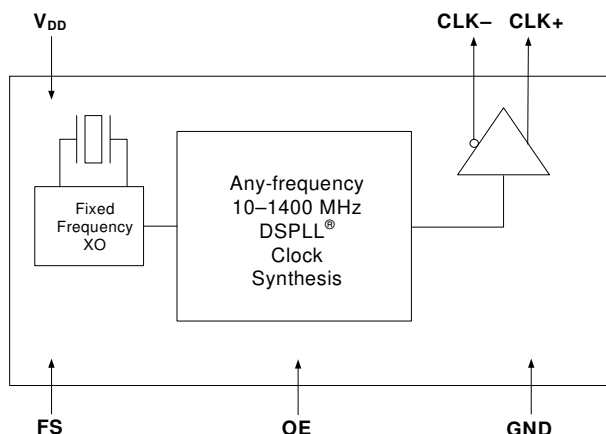 VDD
CLK– CLK+
Fixed
Frequency
XO
Any-frequency
10–1400 MHz
DSPLL®
Clock
Synthesis
FS
OE
GND